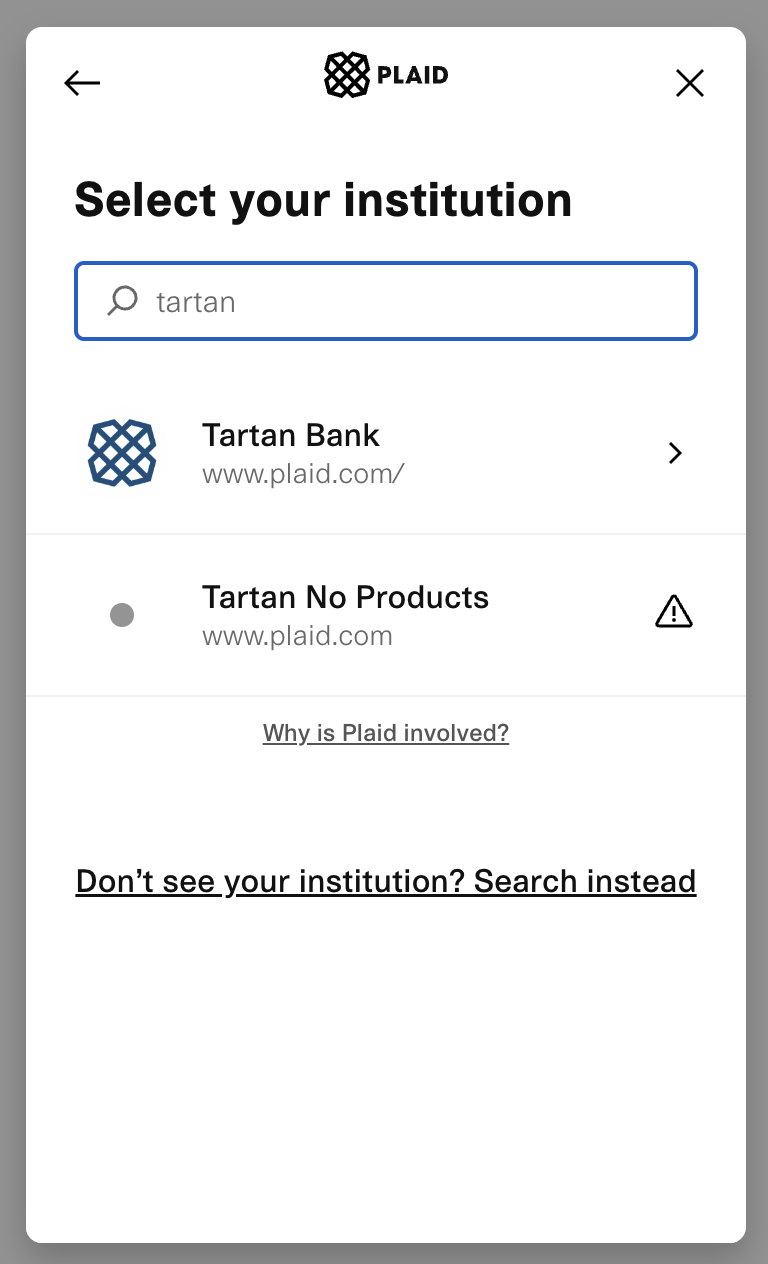 PLAID
Select your institution
tartan
Tartan Bank
www.plaid.com/
Tartan No Products
www.plaid.com
Why is Plaid involved?
Don’t see your institution? Search instead